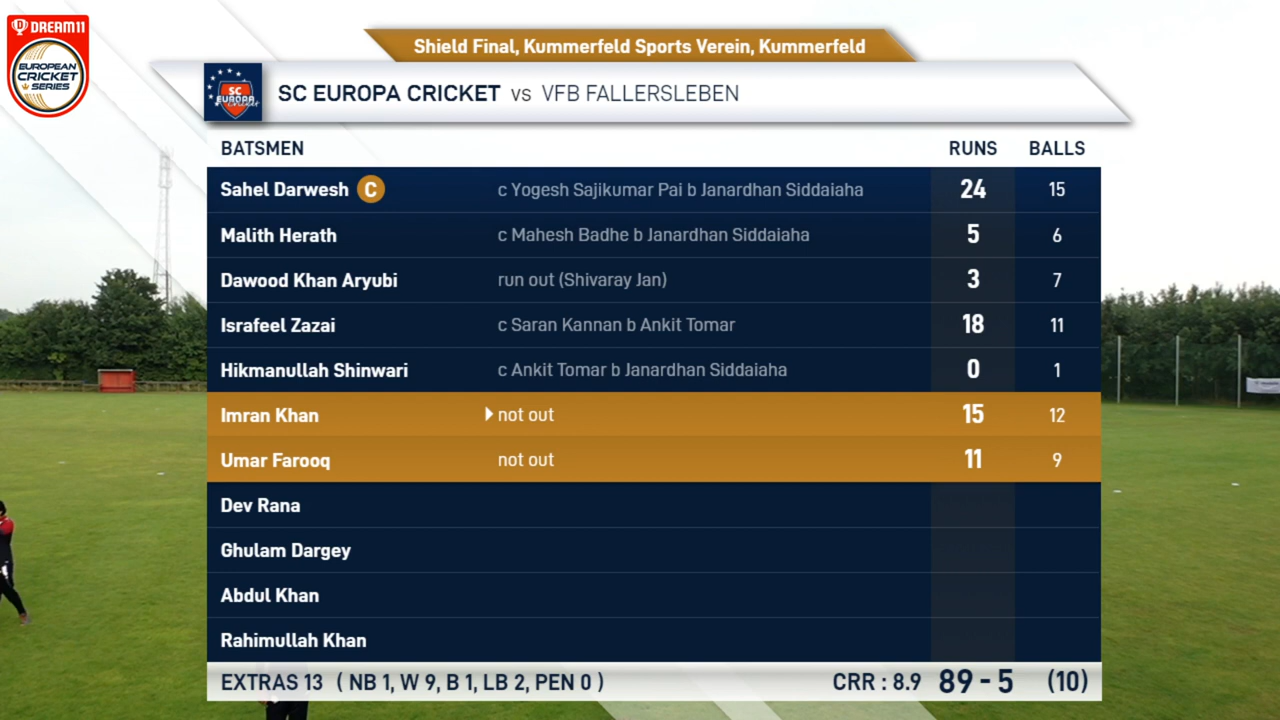 DREAM11
EUROPEAN
CRICKET
SERIES
Shield Final, Kummerfeld Sports Verein, Kummerfeld
SC
EUROPA
Cricket
SC EUROPA CRICKET vs VFB FALLERSLEBEN
BATSMEN RUNS BALLS
Sahel Darwesh C c Yogesh Sajikumar Pai b Janardhan Siddaiaha 24 15
Malith Herath c Mahesh Badhe b Janardhan Siddaiaha 5 6
Dawood Khan Aryubi run out (Shivaray Jan) 3 7
Israfeel Zazai c Saran Kannan b Ankit Tomar 18 11
Hikmanullah Shinwari c Ankit Tomar b Janardhan Siddaiaha 0 1
Imran Khan not out 15 12
Umar Farooq not out 11 9
Dev Rana
Ghulam Dargey
Abdul Khan
Rahimullah Khan
EXTRAS 13 ( NB 1, W 9, B 1, LB 2, PEN 0 ) CRR : 8.9 89 - 5 (10)